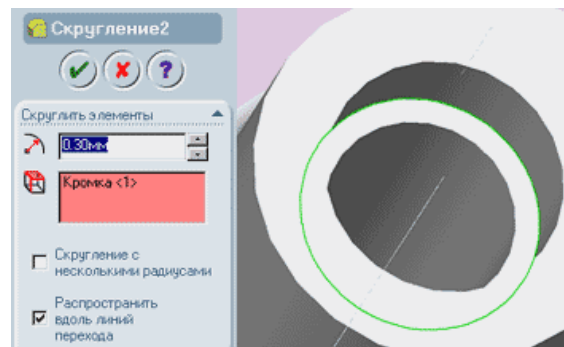 Скругление2
?
Скруглить элементы
0.30мм
Кромка <1>
Скругление с
несколькими радиусами
Распространить
вдоль линий
перехода